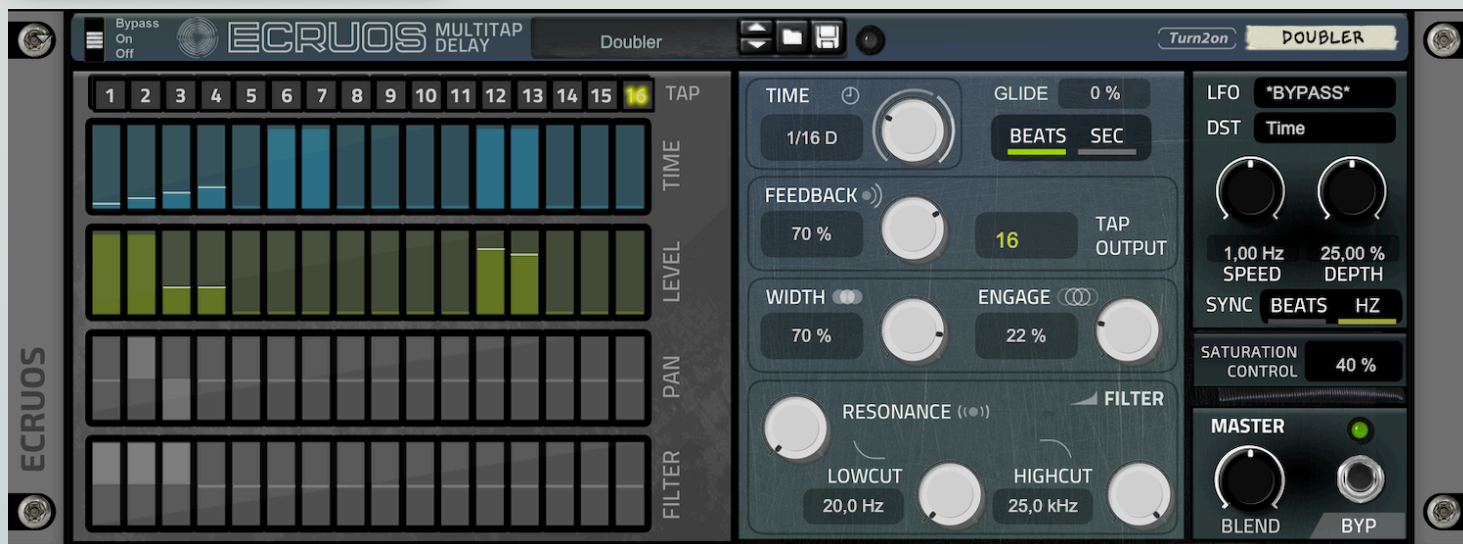 Bypass
On
Off
ECRUOS
MULTITAP
DELAY
Doubler
Turn2on
DOUBLER
1 2 3 4 5 6 7 8 9 10 11 12 13 14 15 16
TAP
TIME
LEVEL
PAN
FILTER
ECRUOS
TIME
1/16 D
GLIDE
0 %
BEATS SEC
FEEDBACK
70 %
16
TAP
OUTPUT
WIDTH
70 %
ENGAGE
22 %
FILTER
RESONANCE
LOWCUT
20,0 Hz
HIGHCUT
25,0 kHz
LFO
*BYPASS*
DST
Time
1,00 Hz
SPEED
25,00 %
DEPTH
SYNC
BEATS HZ
SATURATION
CONTROL
40 %
MASTER
BLEND
BYP